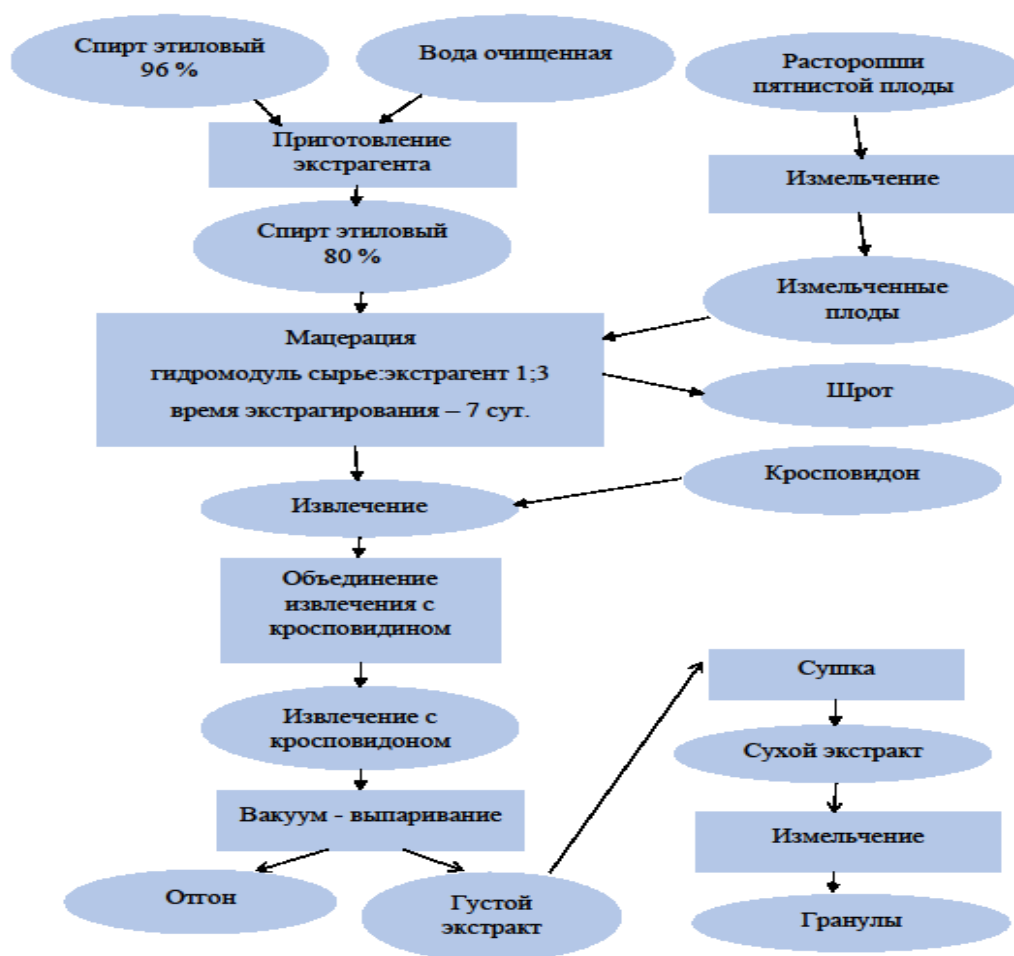 Спирт этиловый
96 %
Вода очищенная
Расторопши
пятнистой плоды
Приготовление
экстрагента
Измельчение
Спирт этиловый
80 %
Измельченные
плоды
Мацерация
гидромодуль сырье:экстрагент 1;3
время экстрагирования – 7 сут.
Шрот
Кросповидон
Извлечение
Объединение
извлечения с
кросповидином
Извлечение с
кросповидоном
Вакуум - выпаривание
Отгон
Густой
экстракт
Сушка
Сухой экстракт
Измельчение
Гранулы